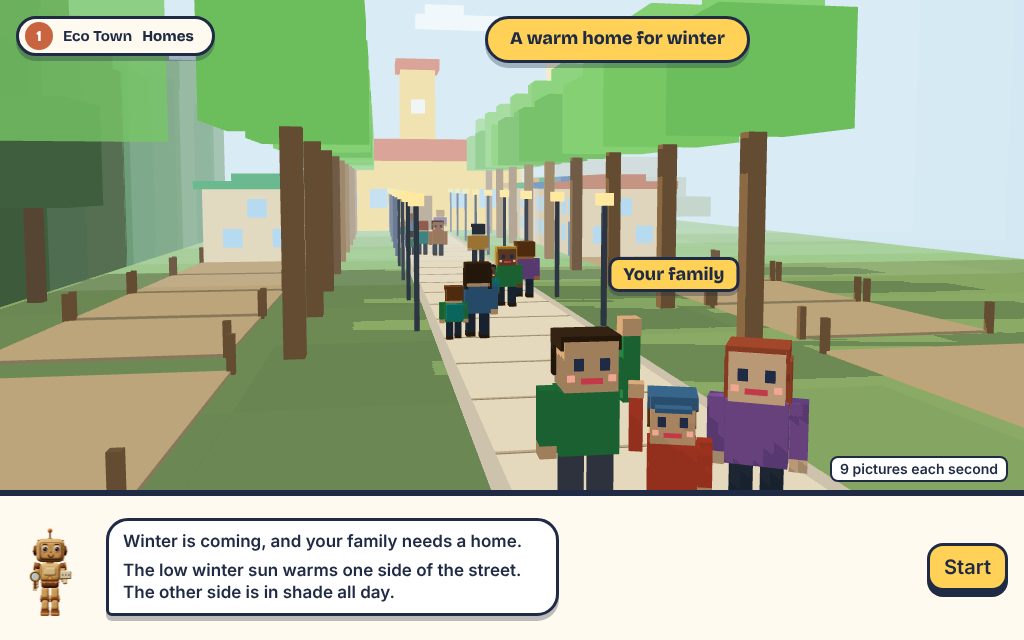 1 Eco Town Homes
A warm home for winter
Your family
9 pictures each second
Winter is coming, and your family needs a home.
The low winter sun warms one side of the street.
The other side is in shade all day.
Start